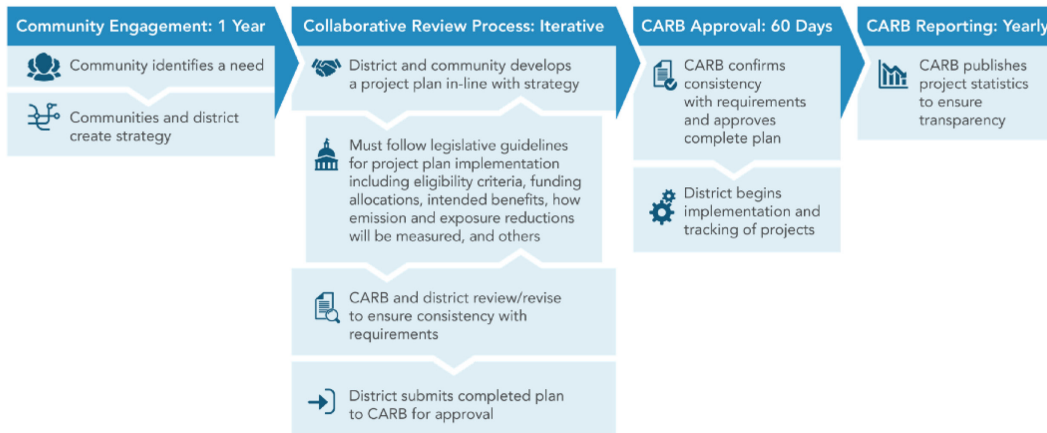 Community Engagement: 1 Year
Community identifies a need
Communities and district
create strategy
Collaborative Review Process: Iterative
District and community develops
a project plan in-line with strategy
Must follow legislative guidelines
for project plan implementation
including eligibility criteria, funding
allocations, intended benefits, how
emission and exposure reductions
will be measured, and others
CARB and district review/revise
to ensure consistency with
requirements
District submits completed plan
to CARB for approval
CARB Approval: 60 Days
CARB confirms
consistency
with requirements
and approves
complete plan
District begins
implementation and
tracking of projects
CARB Reporting: Yearly
CARB publishes
project statistics
to ensure
transparency